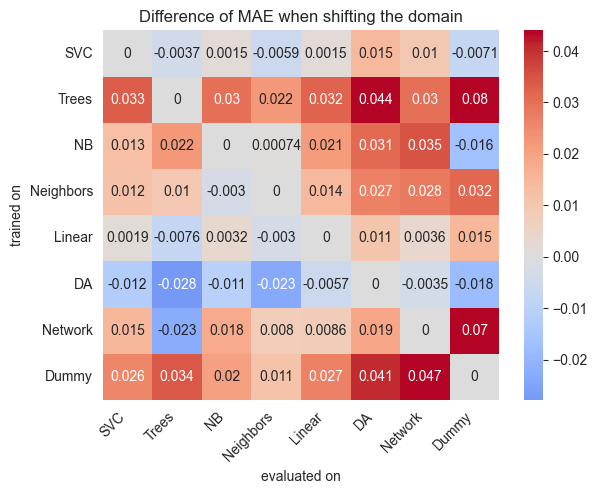 Difference of MAE when shifting the domain
SVC 0 -0.0037 0.0015 -0.0059 0.0015 0.015 0.01 -0.0071
Trees 0.033 0 0.03 0.022 0.032 0.044 0.03 0.08
NB 0.013 0.022 0 0.00074 0.021 0.031 0.035 -0.016
Neighbors 0.012 0.01 -0.003 0 0.014 0.027 0.028 0.032
Linear 0.0019 -0.0076 0.0032 -0.003 0 0.011 0.0036 0.015
DA -0.012 -0.028 -0.011 -0.023 -0.0057 0 -0.0035 -0.018
Network 0.015 -0.023 0.018 0.008 0.0086 0.019 0 0.07
Dummy 0.026 0.034 0.02 0.011 0.027 0.041 0.047 0
SVC Trees NB Neighbors Linear DA Network Dummy
evaluated on
trained on
0.04
0.03
0.02
0.01
0.00
−0.01
−0.02